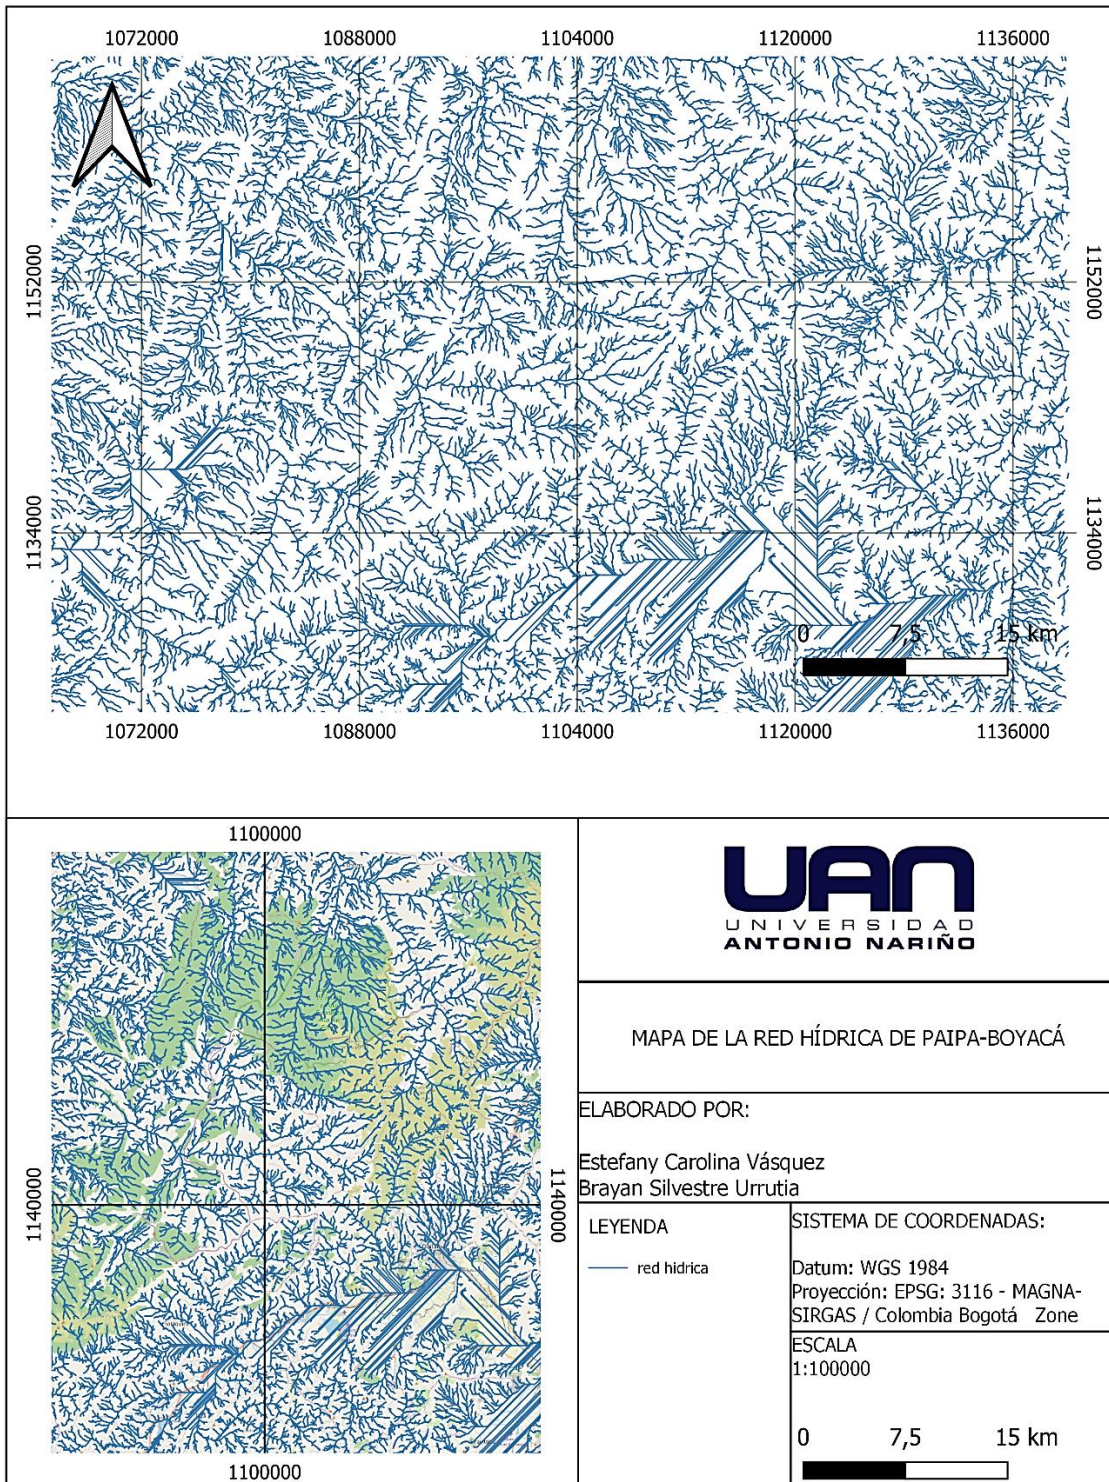 1072000 1088000 1104000 1120000 1136000
1152000 1152000
1134000 1134000
0 7,5 15 km
1072000 1088000 1104000 1120000 1136000
1100000
1140000 1140000
1100000
UAN
UNIVERSIDAD
ANTONIO NARIÑO
MAPA DE LA RED HÍDRICA DE PAIPA-BOYACÁ
ELABORADO POR:
Estefany Carolina Vásquez
Brayan Silvestre Urrutia
LEYENDA
red hidrica
SISTEMA DE COORDENADAS:
Datum: WGS 1984
Proyección: EPSG: 3116 - MAGNA-
SIRGAS / Colombia Bogotá Zone
ESCALA
1:100000
0 7,5 15 km